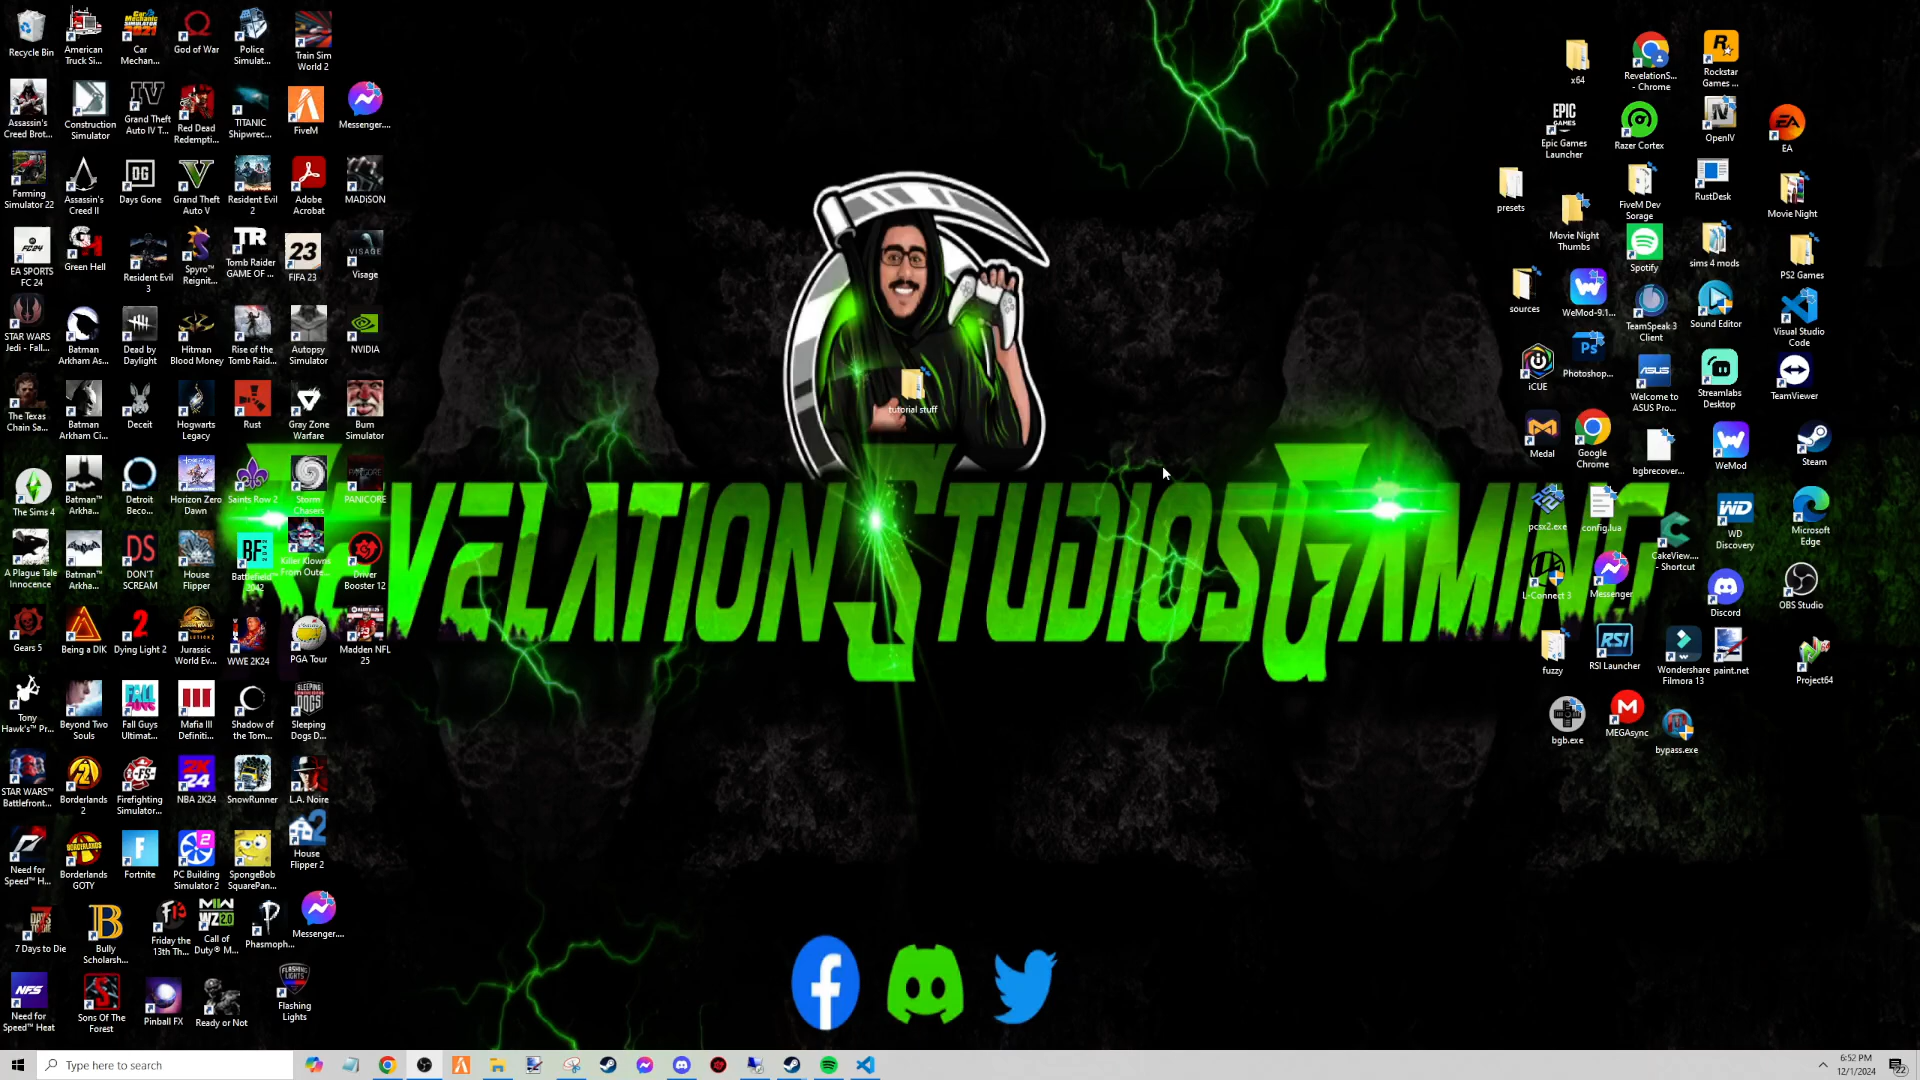 Recycle Bin
American
Truck Si...
Car
Mechan...
God of War
Police
Simulat...
Train Sim
World 2
Assassin's
Creed Brot...
Construction
Simulator
Grand Theft
Auto IV T...
Red Dead
Redempti...
TITANIC
Shipwrec...
FiveM
Messenger....
Farming
Simulator 22
Assassin's
Creed II
Days Gone
Grand Theft
Auto V
Resident Evil
2
Adobe
Acrobat
MADiSON
EA SPORTS
FC 24
Green Hell
Resident Evil
3
Spyro™
Reignit...
Tomb Raider
GAME OF ...
FIFA 23
Visage
STAR WARS
Jedi - Fall...
Batman
Arkham As...
Dead by
Daylight
Hitman
Blood Money
Rise of the
Tomb Raid...
Autopsy
Simulator
NVIDIA
The Texas
Chain Sa...
Batman
Arkham Ci...
Deceit
Hogwarts
Legacy
Rust
Gray Zone
Warfare
Bum
Simulator
The Sims 4
Batman™
Arkha...
Detroit
Beco...
Horizon Zero
Dawn
Saints Row 2
Storm
Chasers
PANICORE
A Plague Tale
Innocence
Batman™
Arkha...
DON'T
SCREAM
House
Flipper
Battlefield™
2042
Killer Klowns
From Oute...
Driver
Booster 12
Gears 5
Being a DIK
Dying Light 2
Jurassic
World Ev...
WWE 2K24
PGA Tour
Madden NFL
25
Tony
Hawk's™ Pr...
Beyond Two
Souls
Fall Guys
Ultimat...
Mafia III
Definiti...
Shadow of
the Tom...
Sleeping
Dogs D...
STAR WARS™
Battlefront...
Borderlands
2
Firefighting
Simulator...
NBA 2K24
SnowRunner
L.A. Noire
Need for
Speed™ H...
Borderlands
GOTY
Fortnite
PC Building
Simulator 2
SpongeBob
SquarePan...
House
Flipper 2
7 Days to Die
Bully
Scholarsh...
Friday the
13th Th...
Call of
Duty® M...
Phasmoph...
Messenger....
Need for
Speed™ Heat
Sons Of The
Forest
Pinball FX
Ready or Not
Flashing
Lights
tutorial stuff
REVELATION STUDIOS GAMING
x64
RevelationS...
- Chrome
Rockstar
Games ...
Epic Games
Launcher
Razer Cortex
OpenIV
EA
presets
Movie Night
Thumbs
FiveM Dev
Sorage
RustDesk
Movie Night
Spotify
sims 4 mods
PS2 Games
sources
WeMod-9.1...
TeamSpeak 3
Client
Sound Editor
Visual Studio
Code
iCUE
Photoshop...
Welcome to
ASUS Pro...
Streamlabs
Desktop
TeamViewer
Medal
Google
Chrome
bgbrecover...
WeMod
Steam
pcsx2.exe
config.lua
CakeView....
- Shortcut
WD
Discovery
Microsoft
Edge
L-Connect 3
Messenger
Discord
OBS Studio
fuzzy
RSI Launcher
Wondershare
Filmora 13
paint.net
Project64
bgb.exe
MEGAsync
bypass.exe
Type here to search
6:52 PM
12/1/2024
22